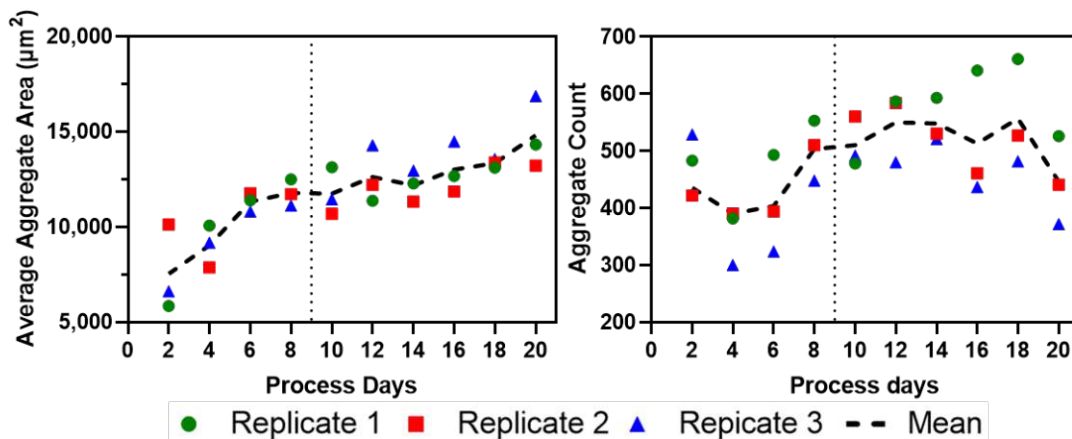 Average Aggregate Area (µm²)
20,000
15,000
10,000
5,000
0 2 4 6 8 10 12 14 16 18 20
Process Days
Aggregate Count
700
600
500
400
300
200
0 2 4 6 8 10 12 14 16 18 20
Process days
Replicate 1 Replicate 2 Repicate 3 Mean